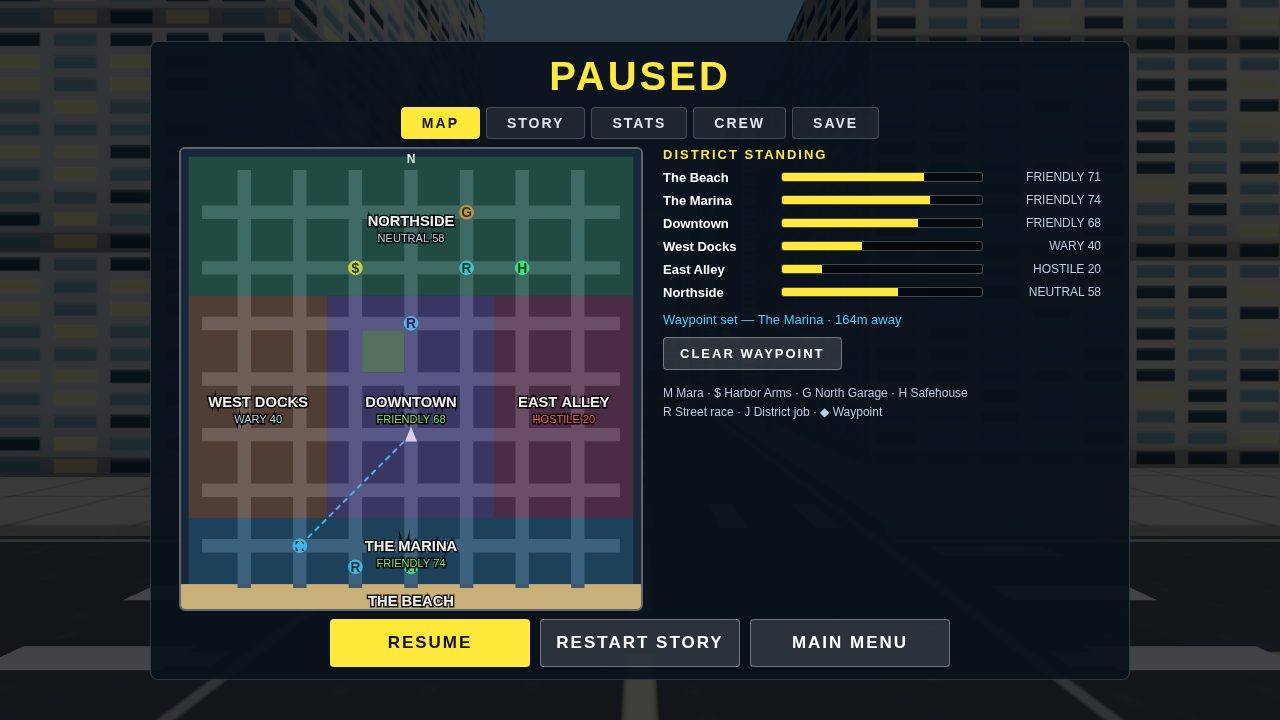 PAUSED
MAP
STORY
STATS
CREW
SAVE
N
NORTHSIDE
NEUTRAL 58
G
$
R
H
R
WEST DOCKS
WARY 40
DOWNTOWN
FRIENDLY 68
EAST ALLEY
HOSTILE 20
THE MARINA
FRIENDLY 74
R
THE BEACH
DISTRICT STANDING
The Beach FRIENDLY 71
The Marina FRIENDLY 74
Downtown FRIENDLY 68
West Docks WARY 40
East Alley HOSTILE 20
Northside NEUTRAL 58
Waypoint set — The Marina · 164m away
CLEAR WAYPOINT
M Mara · $ Harbor Arms · G North Garage · H Safehouse
R Street race · J District job · ◆ Waypoint
RESUME
RESTART STORY
MAIN MENU